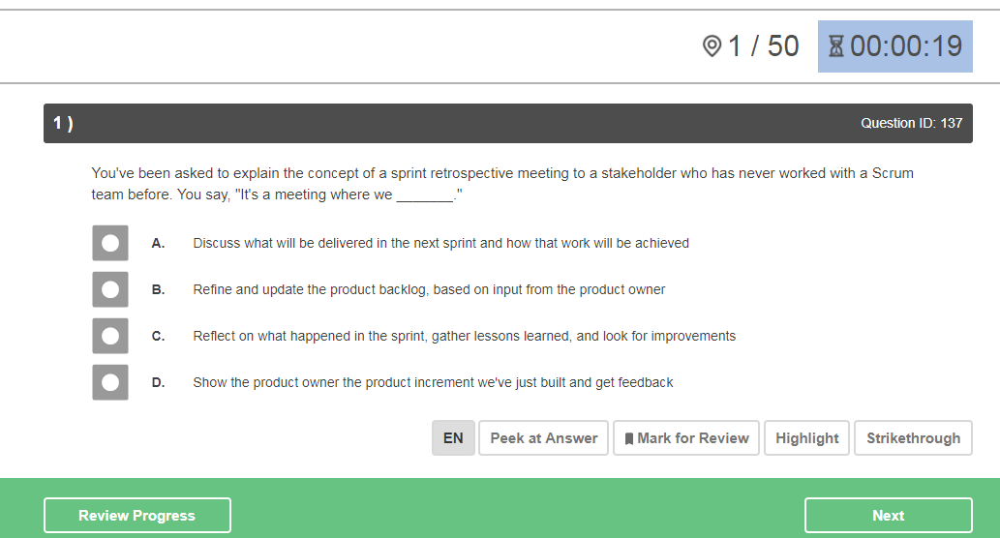 1 / 50
00:00:19
1 )
Question ID: 137
You've been asked to explain the concept of a sprint retrospective meeting to a stakeholder who has never worked with a Scrum
team before. You say, "It's a meeting where we _______."
A. Discuss what will be delivered in the next sprint and how that work will be achieved
B. Refine and update the product backlog, based on input from the product owner
C. Reflect on what happened in the sprint, gather lessons learned, and look for improvements
D. Show the product owner the product increment we've just built and get feedback
EN Peek at Answer Mark for Review Highlight Strikethrough
Review Progress Next